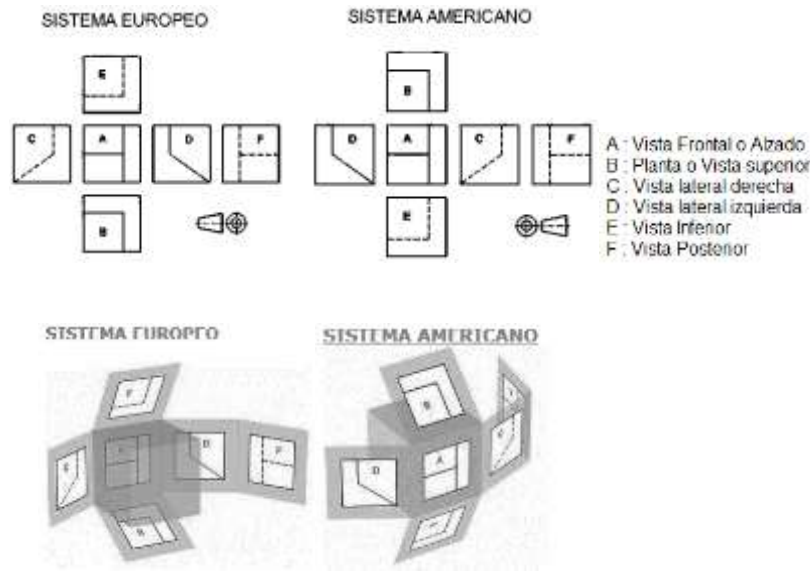 SISTEMA EUROPEO
SISTEMA AMERICANO
E
C
A
D
F
B
B
D
A
C
F
E
A : Vista Frontal o Alzado
B : Planta o Vista superior
C : Vista lateral derecha
D : Vista lateral izquierda
E : Vista Inferior
F : Vista Posterior
SISTEMA EUROPEO
SISTEMA AMERICANO
D
B
D
A